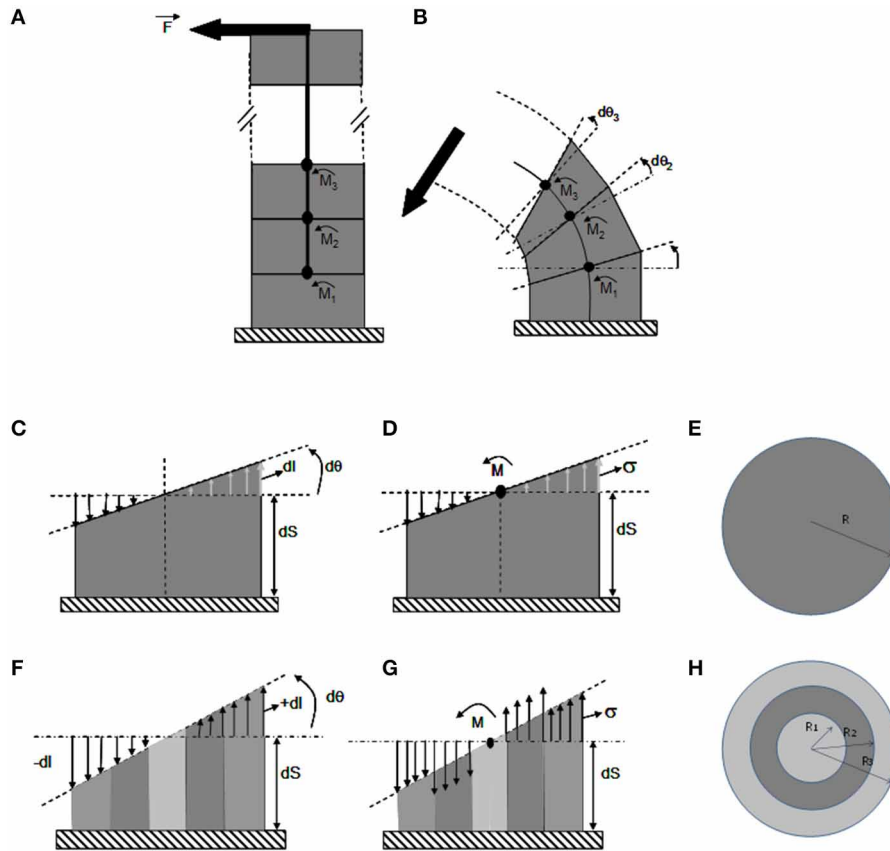 A
F
M3
M2
M1
B
dθ3
dθ2
M3
M2
M1
C
dl
dθ
dS
D
M
σ
dS
E
R
F
+dl
dθ
-dl
dS
G
M
σ
dS
H
R1
R2
R3